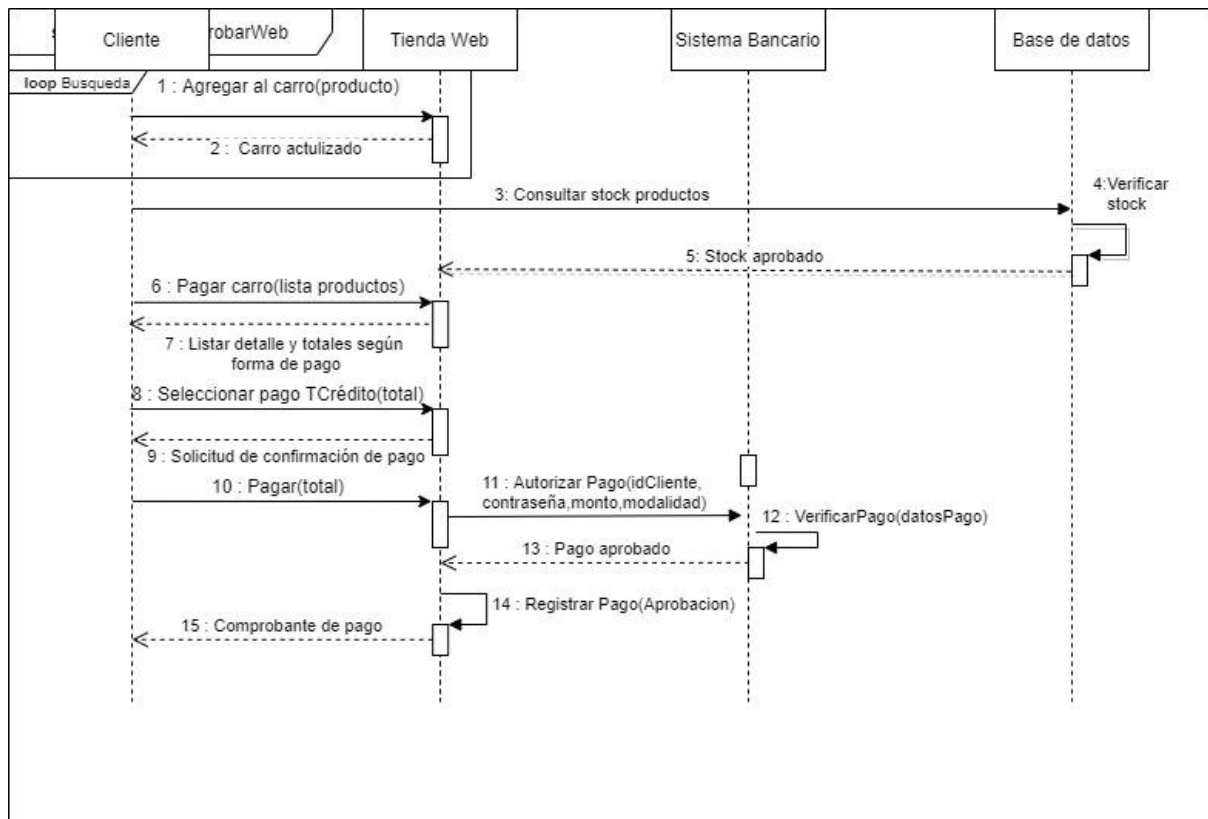 Cliente
robarWeb
Tienda Web
Sistema Bancario
Base de datos
loop Busqueda
1 : Agregar al carro(producto)
2 : Carro actulizado
3: Consultar stock productos
4:Verificar
stock
5: Stock aprobado
6 : Pagar carro(lista productos)
7 : Listar detalle y totales según
forma de pago
8 : Seleccionar pago TCrédito(total)
9 : Solicitud de confirmación de pago
10 : Pagar(total)
11 : Autorizar Pago(idCliente,
contraseña,monto,modalidad)
12 : VerificarPago(datosPago)
13 : Pago aprobado
14 : Registrar Pago(Aprobacion)
15 : Comprobante de pago